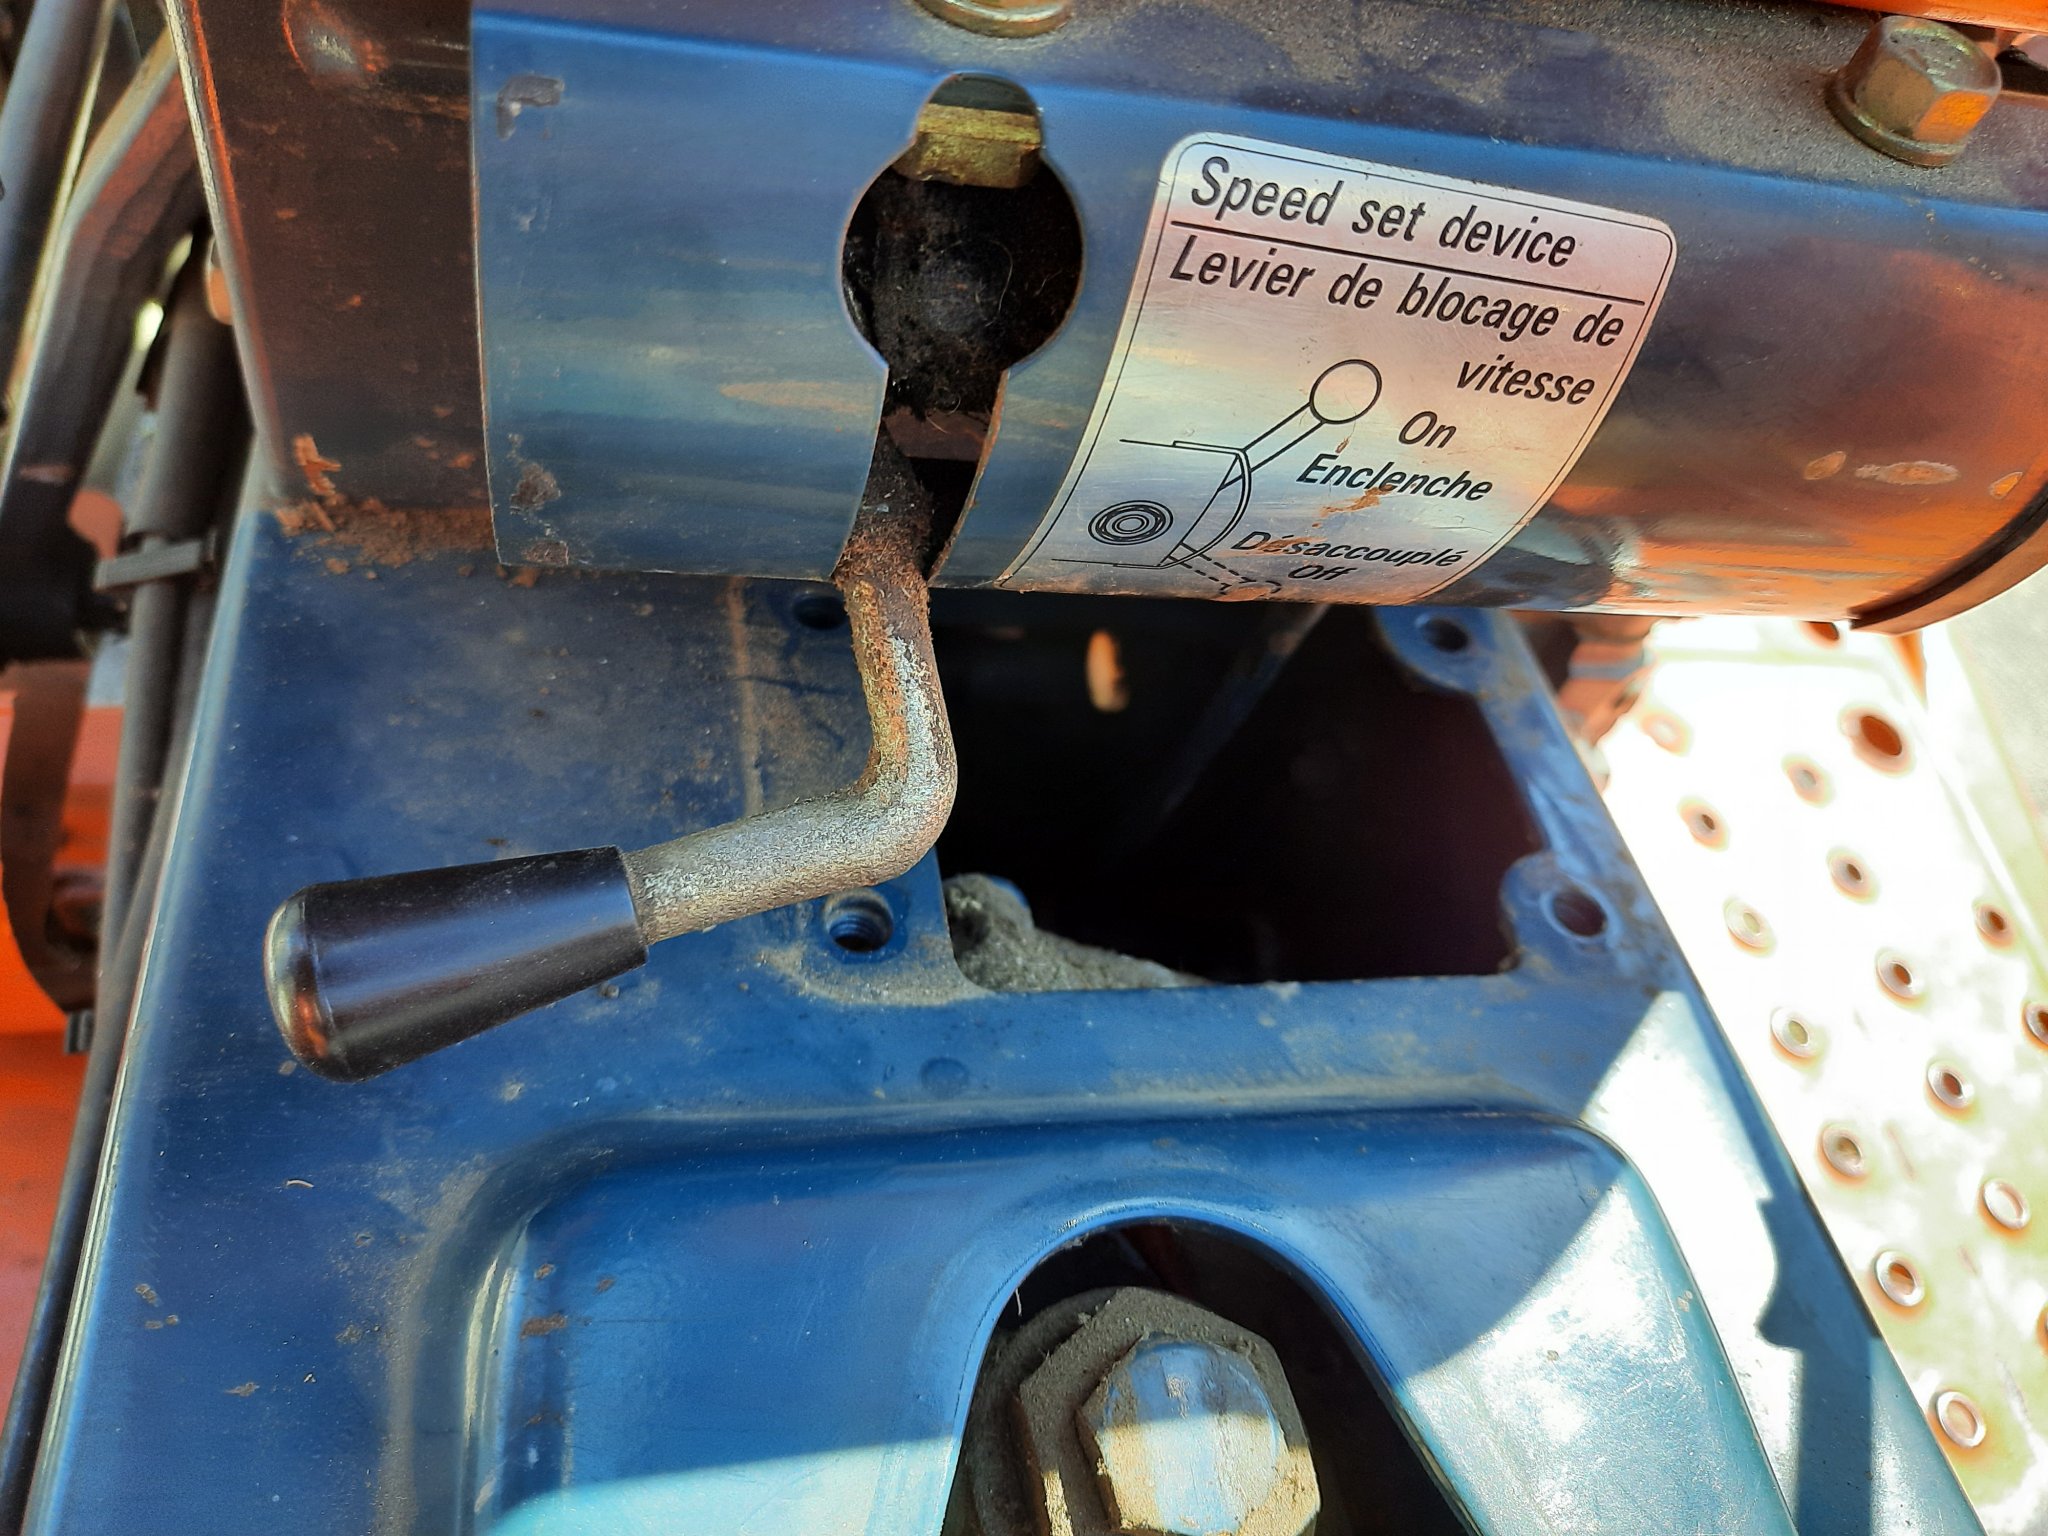 Speed set device
Levier de blocage de
vitesse
On
Enclenche
Désaccouplé
Off